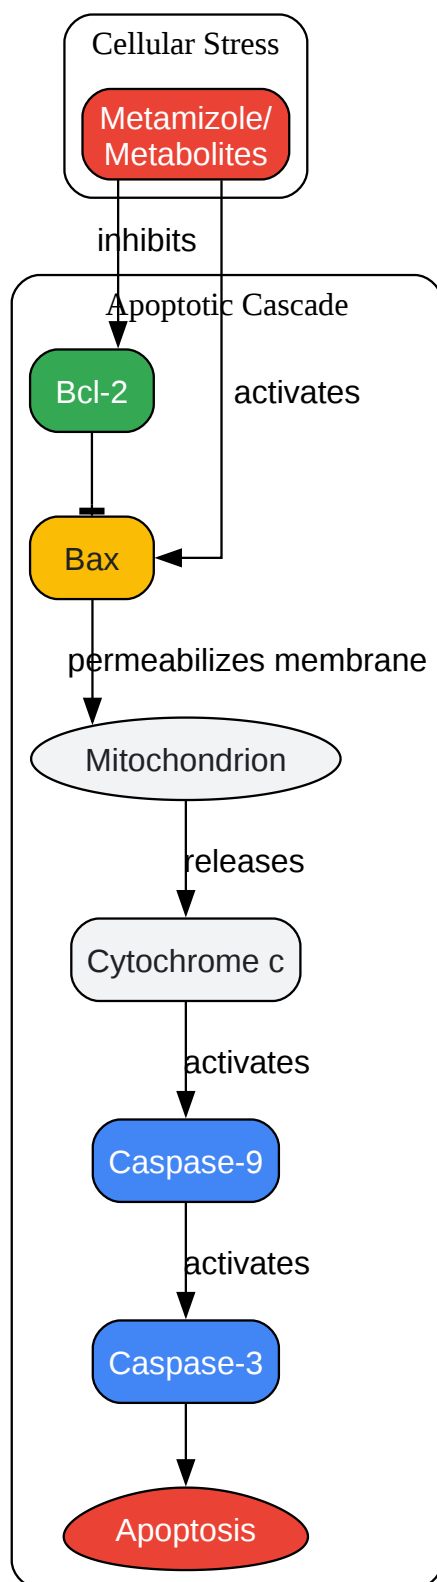 Cellular Stress
Metamizole/
Metabolites
inhibits
Apoptotic Cascade
Bcl-2
activates
Bax
permeabilizes membrane
Mitochondrion
releases
Cytochrome c
activates
Caspase-9
activates
Caspase-3
Apoptosis